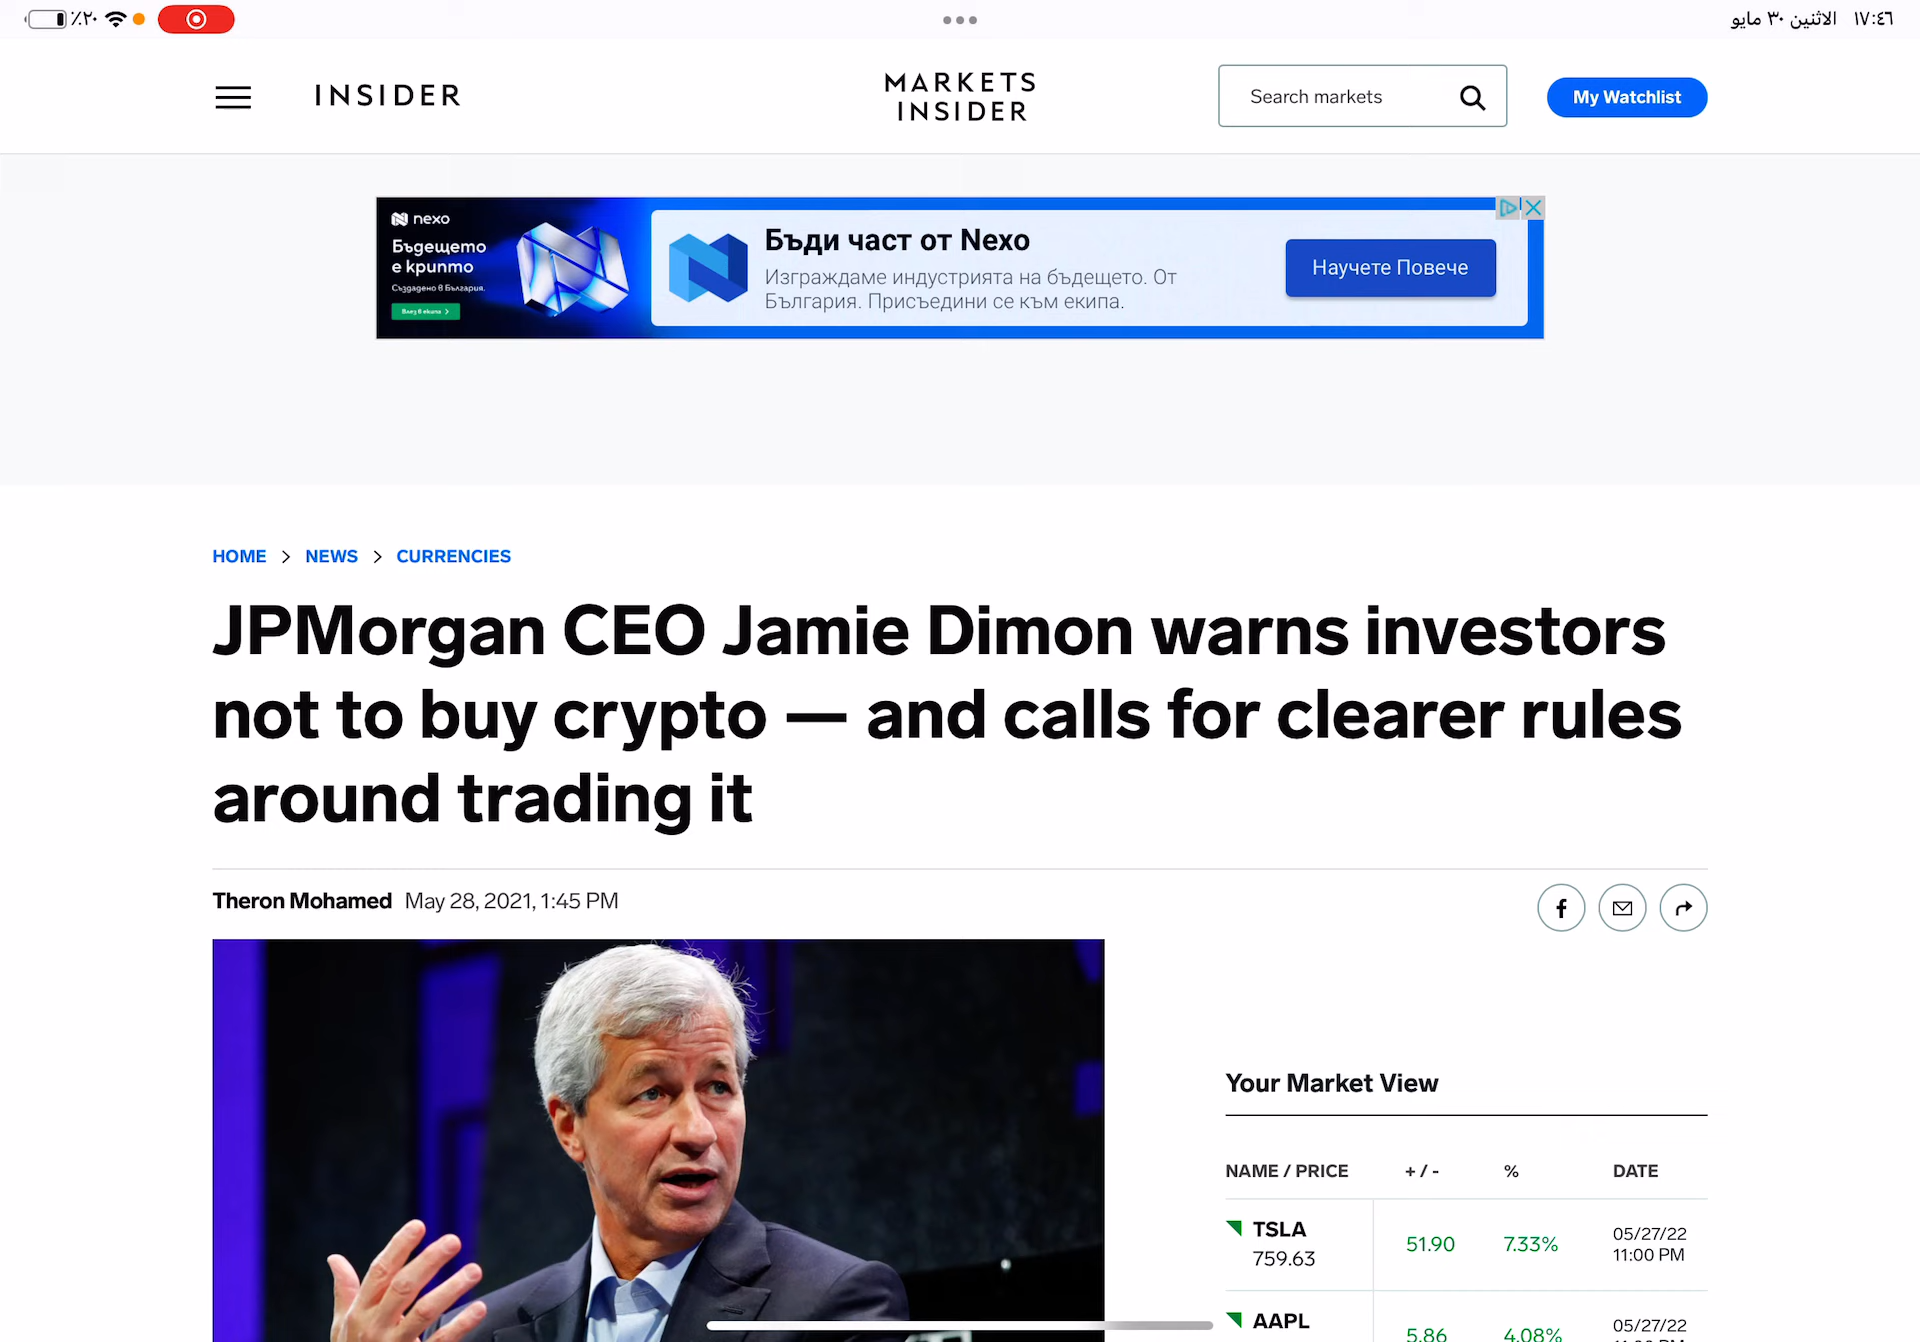 ١٧:٤٦ الاثنين ٣٠ مايو
٪٢٠
INSIDER
MARKETS
INSIDER
Search markets
My Watchlist
nexo
Бъдещето
е крипто
Създадено в България.
Влез в екипа
Бъди част от Nexo
Изграждаме индустрията на бъдещето. От
България. Присъедини се към екипа.
Научете Повече
HOME > NEWS > CURRENCIES
JPMorgan CEO Jamie Dimon warns investors
not to buy crypto — and calls for clearer rules
around trading it
Theron Mohamed May 28, 2021, 1:45 PM
Your Market View
NAME / PRICE + / - % DATE
TSLA
759.63
51.90 7.33%
05/27/22
11:00 PM
AAPL
5.86 4.08%
05/27/22